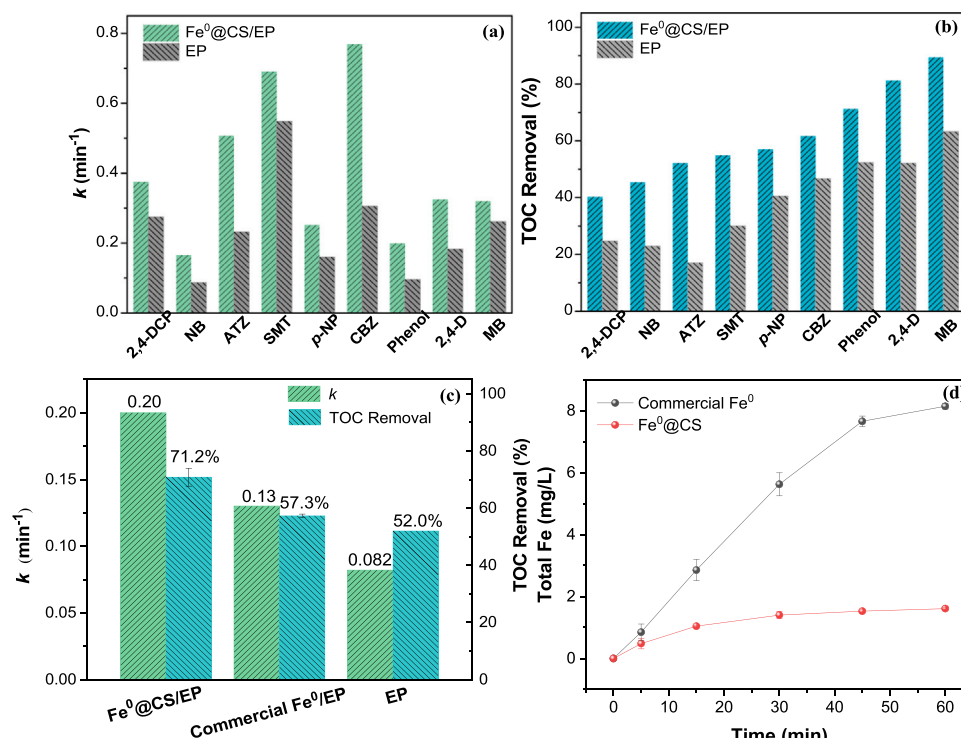 (a)
Fe⁰@CS/EP
EP
k (min⁻¹)
0.8
0.6
0.4
0.2
0.0
2,4-DCP NB ATZ SMT p-NP CBZ Phenol 2,4-D MB
(b)
Fe⁰@CS/EP
EP
TOC Removal (%)
100
80
60
40
20
0
2,4-DCP NB ATZ SMT p-NP CBZ Phenol 2,4-D MB
(c)
k
TOC Removal
k (min⁻¹)
0.20
0.15
0.10
0.05
0.00
0.20
71.2%
0.13
57.3%
0.082
52.0%
100
80
60
40
20
0
TOC Removal (%)
Fe⁰@CS/EP Commercial Fe⁰/EP EP
(d)
Commercial Fe⁰
Fe⁰@CS
Total Fe (mg/L)
8
6
4
2
0
0 10 20 30 40 50 60
Time (min)